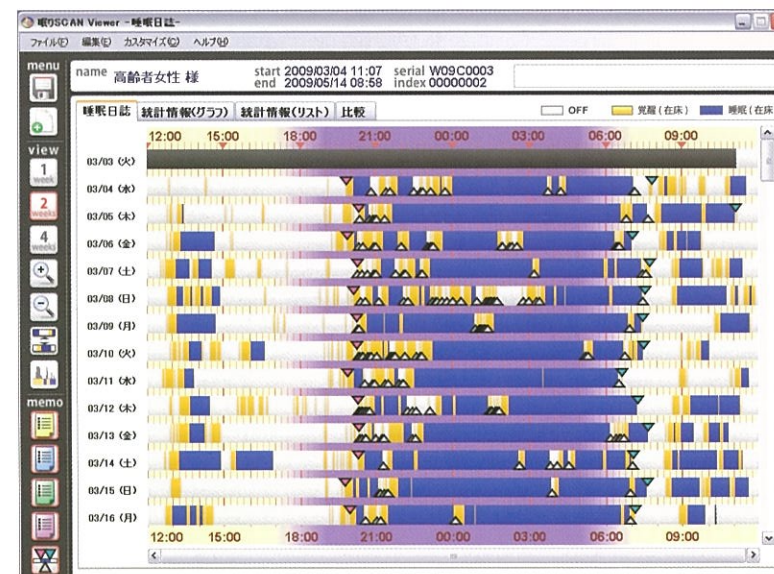 眠りSCAN Viewer -睡眠日誌-
ファイル(F) 編集(E) カスタマイズ(C) ヘルプ(H)
menu
name 高齢者女性 様
start 2009/03/04 11:07 serial W09C0003
end 2009/05/14 08:58 index 00000002
睡眠日誌 統計情報(グラフ) 統計情報(リスト) 比較
OFF 覚醒(在床) 睡眠(在床
view
1 week
2 weeks
4 weeks
memo
12:00 15:00 18:00 21:00 00:00 03:00 06:00 09:00
03/03 (火)
03/04 (水)
03/05 (木)
03/06 (金)
03/07 (土)
03/08 (日)
03/09 (月)
03/10 (火)
03/11 (水)
03/12 (木)
03/13 (金)
03/14 (土)
03/15 (日)
03/16 (月)
12:00 15:00 18:00 21:00 00:00 03:00 06:00 09:00